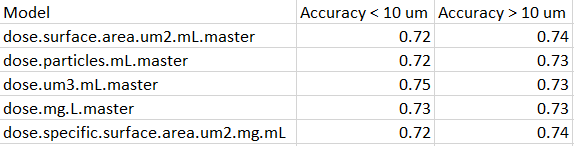 Model Accuracy < 10 um Accuracy > 10 um
dose.surface.area.um2.mL.master 0.72 0.74
dose.particles.mL.master 0.72 0.73
dose.um3.mL.master 0.75 0.73
dose.mg.L.master 0.73 0.73
dose.specific.surface.area.um2.mg.mL 0.72 0.74